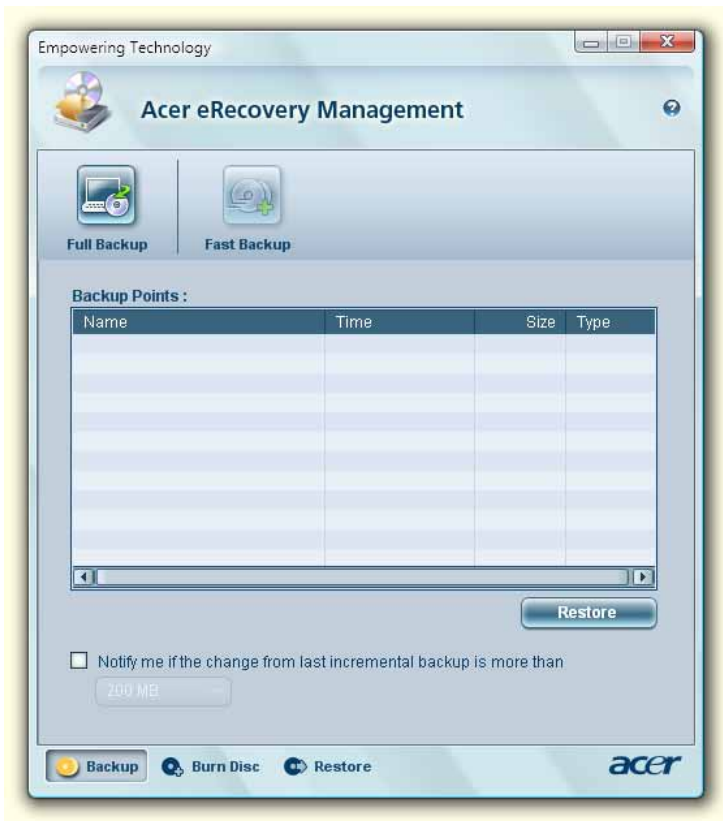 Empowering Technology
Acer eRecovery Management
Full Backup
Fast Backup
Backup Points :
Name Time Size Type
Restore
Notify me if the change from last incremental backup is more than
200 MB
Backup Burn Disc Restore acer